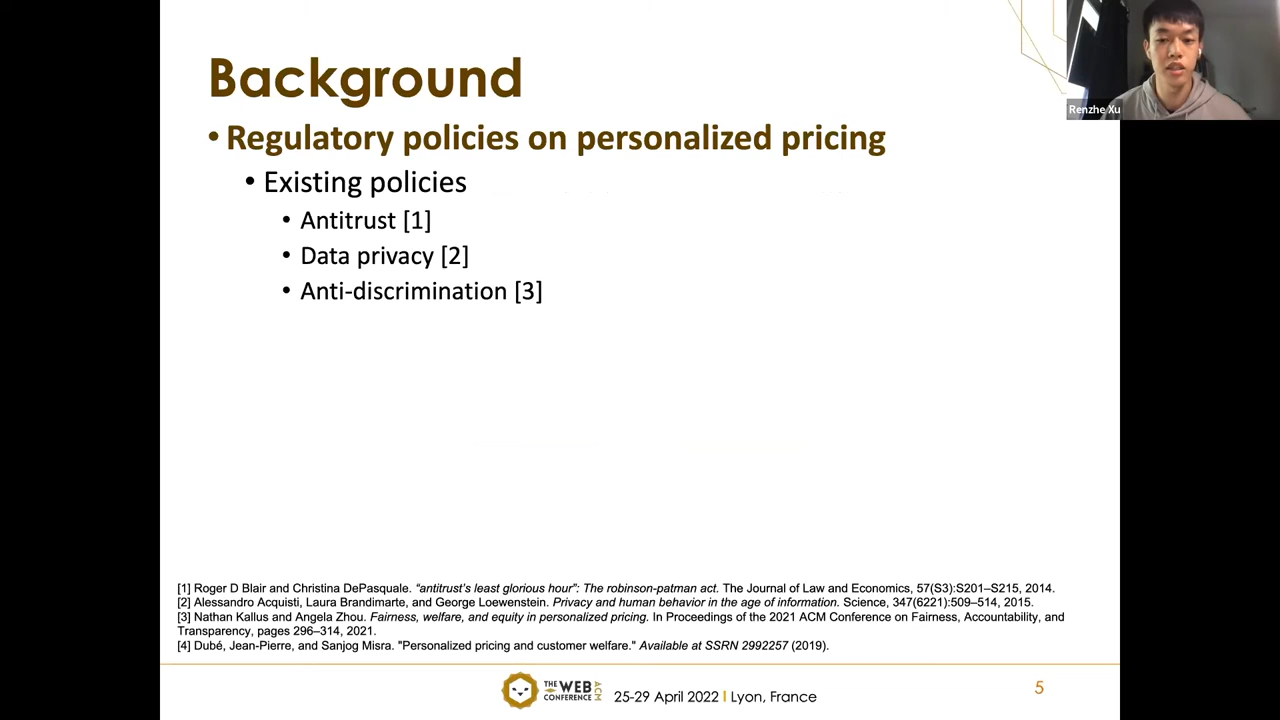 Background
Renzhe Xu
• Regulatory policies on personalized pricing
• Existing policies
• Antitrust [1]
• Data privacy [2]
• Anti-discrimination [3]
[1] Roger D Blair and Christina DePasquale. “antitrust’s least glorious hour”: The robinson-patman act. The Journal of Law and Economics, 57(S3):S201–S215, 2014.
[2] Alessandro Acquisti, Laura Brandimarte, and George Loewenstein. Privacy and human behavior in the age of information. Science, 347(6221):509–514, 2015.
[3] Nathan Kallus and Angela Zhou. Fairness, welfare, and equity in personalized pricing. In Proceedings of the 2021 ACM Conference on Fairness, Accountability, and
Transparency, pages 296–314, 2021.
[4] Dubé, Jean-Pierre, and Sanjog Misra. "Personalized pricing and customer welfare." Available at SSRN 2992257 (2019).
THE WEB
CONFERENCE
ACM
25-29 April 2022 | Lyon, France
5